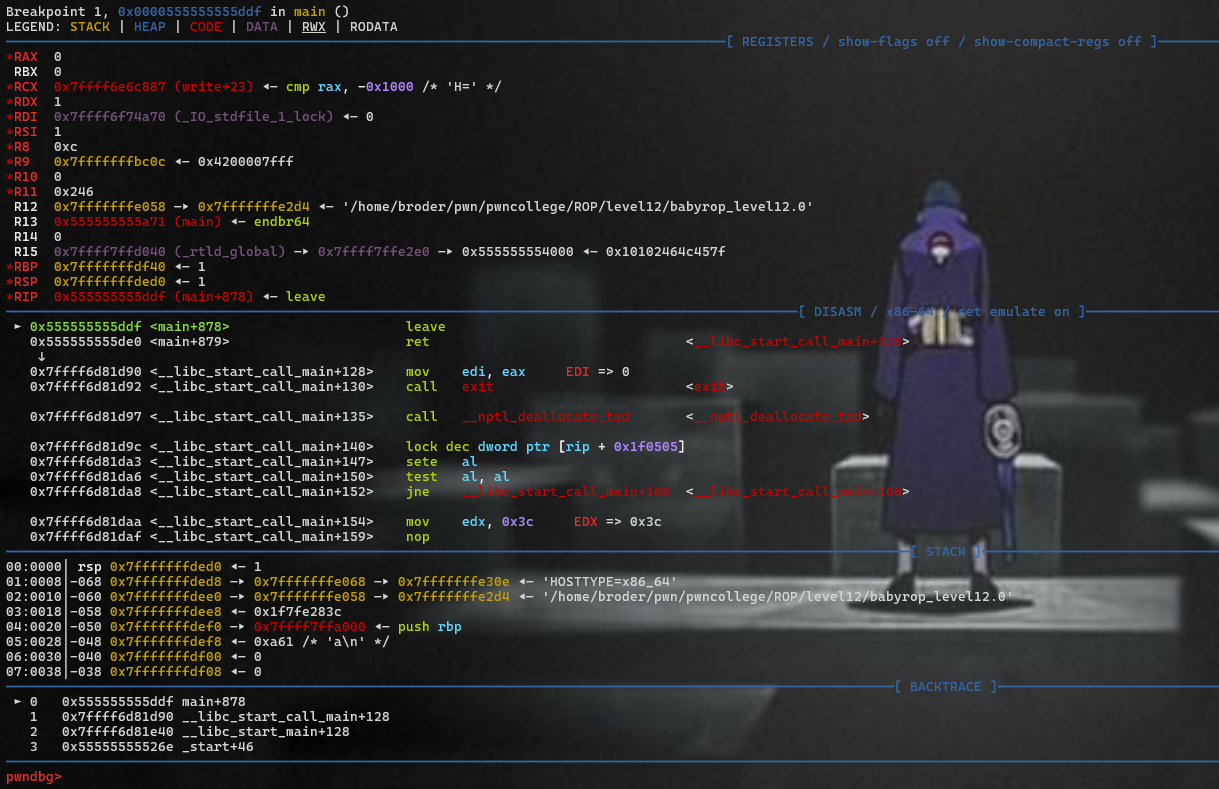 Breakpoint 1, 0x0000555555555ddf in main ()
LEGEND: STACK | HEAP | CODE | DATA | RWX | RODATA
[ REGISTERS / show-flags off / show-compact-regs off ]
*RAX  0
 RBX  0
*RCX  0x7ffff6e6c887 (write+23) ◂— cmp rax, -0x1000 /* 'H=' */
*RDX  1
*RDI  0x7ffff6f74a70 (_IO_stdfile_1_lock) ◂— 0
*RSI  1
*R8   0xc
*R9   0x7fffffffbc0c ◂— 0x4200007fff
*R10  0
*R11  0x246
 R12  0x7fffffffe058 —▸ 0x7fffffffe2d4 ◂— '/home/broder/pwn/pwncollege/ROP/level12/babyrop_level12.0'
 R13  0x555555555a71 (main) ◂— endbr64
 R14  0
 R15  0x7ffff7ffd040 (_rtld_global) —▸ 0x7ffff7ffe2e0 —▸ 0x555555554000 ◂— 0x10102464c457f
*RBP  0x7fffffffdf40 ◂— 1
*RSP  0x7fffffffded0 ◂— 1
*RIP  0x555555555ddf (main+878) ◂— leave
[ DISASM / x86-64 / set emulate on ]
 ► 0x555555555ddf <main+878>                      leave
   0x555555555de0 <main+879>                      ret                                <__libc_start_call_main+128>
    ↓
   0x7ffff6d81d90 <__libc_start_call_main+128>    mov    edi, eax     EDI => 0
   0x7ffff6d81d92 <__libc_start_call_main+130>    call   exit                        <exit>
   0x7ffff6d81d97 <__libc_start_call_main+135>    call   __nptl_deallocate_tsd       <__nptl_deallocate_tsd>
   0x7ffff6d81d9c <__libc_start_call_main+140>    lock dec dword ptr [rip + 0x1f0505]
   0x7ffff6d81da3 <__libc_start_call_main+147>    sete   al
   0x7ffff6d81da6 <__libc_start_call_main+150>    test   al, al
   0x7ffff6d81da8 <__libc_start_call_main+152>    jne    __libc_start_call_main+168  <__libc_start_call_main+168>
   0x7ffff6d81daa <__libc_start_call_main+154>    mov    edx, 0x3c     EDX => 0x3c
   0x7ffff6d81daf <__libc_start_call_main+159>    nop
[ STACK ]
00:0000│ rsp 0x7fffffffded0 ◂— 1
01:0008│-068 0x7fffffffded8 —▸ 0x7fffffffe068 —▸ 0x7fffffffe30e ◂— 'HOSTTYPE=x86_64'
02:0010│-060 0x7fffffffdee0 —▸ 0x7fffffffe058 —▸ 0x7fffffffe2d4 ◂— '/home/broder/pwn/pwncollege/ROP/level12/babyrop_level12.0'
03:0018│-058 0x7fffffffdee8 ◂— 0x1f7fe283c
04:0020│-050 0x7fffffffdef0 —▸ 0x7ffff7ffa000 ◂— push rbp
05:0028│-048 0x7fffffffdef8 ◂— 0xa61 /* 'a\n' */
06:0030│-040 0x7fffffffdf00 ◂— 0
07:0038│-038 0x7fffffffdf08 ◂— 0
[ BACKTRACE ]
 ► 0   0x555555555ddf main+878
   1   0x7ffff6d81d90 __libc_start_call_main+128
   2   0x7ffff6d81e40 __libc_start_main+128
   3   0x55555555526e _start+46
pwndbg>